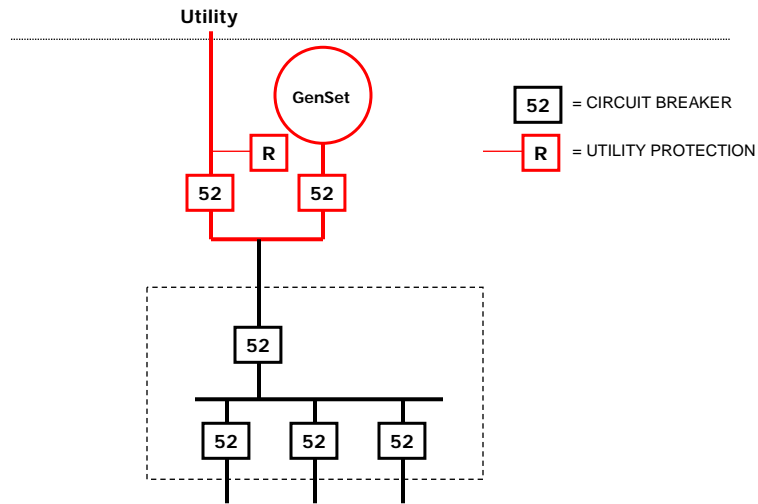 Utility
GenSet
52 = CIRCUIT BREAKER
R
R = UTILITY PROTECTION
52
52
52
52
52
52